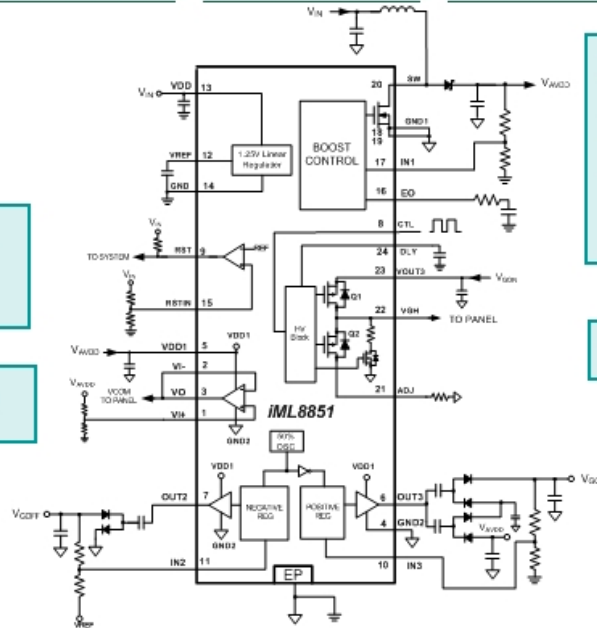 VIN
VIN
VDD 13
20 SW
VAVDD
GND1
18
19
BOOST
CONTROL
VREF 12
1.25V Linear
Regulator
GND 14
17 IN1
16 EO
8 CTL
24 DLY
VIN
TO SYSTEM
RST 9
REF
23 VOUT3
VGON
VIN
RSTIN 15
Q1
22 VGH
TO PANEL
HV
Block
Q2
VAVDD
VDD1 5
VDD1
VI- 2
VCOM
TO PANEL
VO 3
VAVDD
VI+ 1
GND2
21 ADJ
iML8851
OSC
VDD1
VDD1
OUT2 7
NEGATIVE
REG
POSITIVE
REG
6 OUT3
VGOFF
GND2
4 GND2
VAVDD
IN2 11
10 IN3
EP
VREF